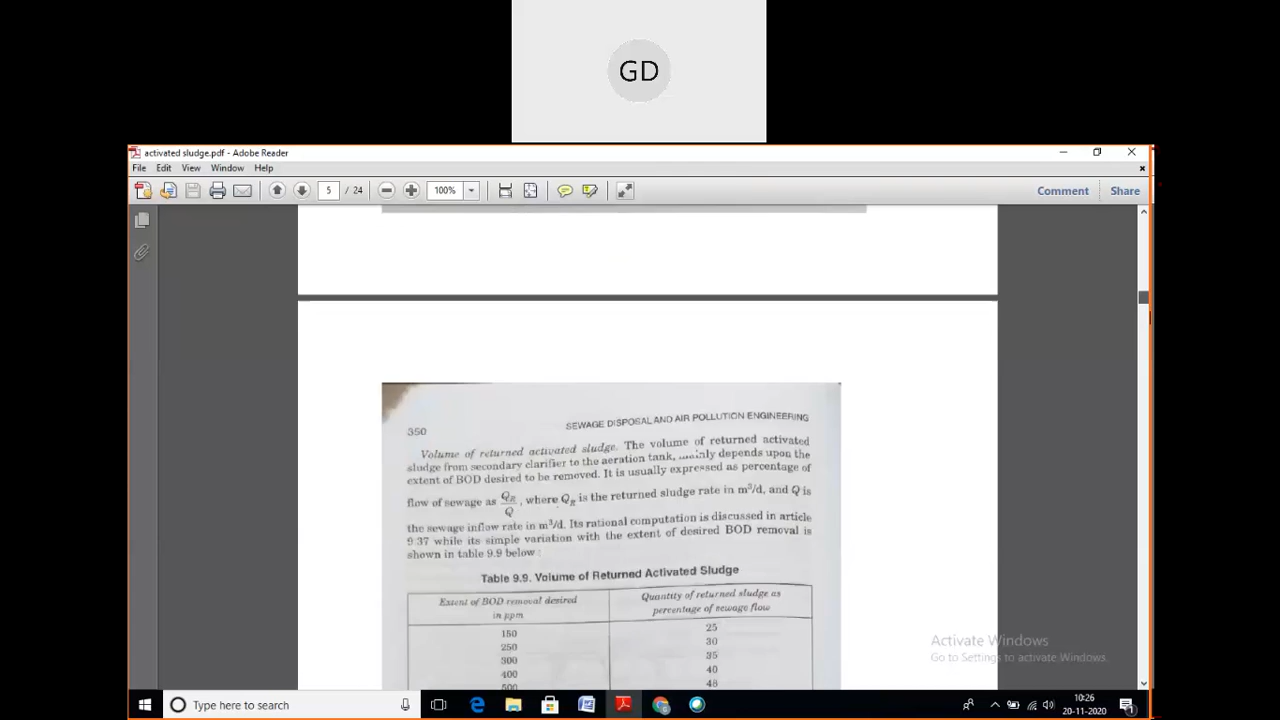 GD
activated sludge.pdf - Adobe Reader
File Edit View Window Help
5 / 24 100% Comment Share
350 SEWAGE DISPOSAL AND AIR POLLUTION ENGINEERING
Volume of returned activated sludge. The volume of returned activated
sludge from secondary clarifier to the aeration tank, mainly depends upon the
extent of BOD desired to be removed. It is usually expressed as percentage of
flow of sewage as Q_R/Q, where Q_R is the returned sludge rate in m³/d, and Q is
the sewage inflow rate in m³/d. Its rational computation is discussed in article
9.37 while its simple variation with the extent of desired BOD removal is
shown in table 9.9 below :
Table 9.9. Volume of Returned Activated Sludge
Extent of BOD removal desired Quantity of returned sludge as
in ppm percentage of sewage flow
150 25
250 30
300 35
400 40
500 48
Activate Windows
Go to Settings to activate Windows.
Type here to search
10:26
20-11-2020